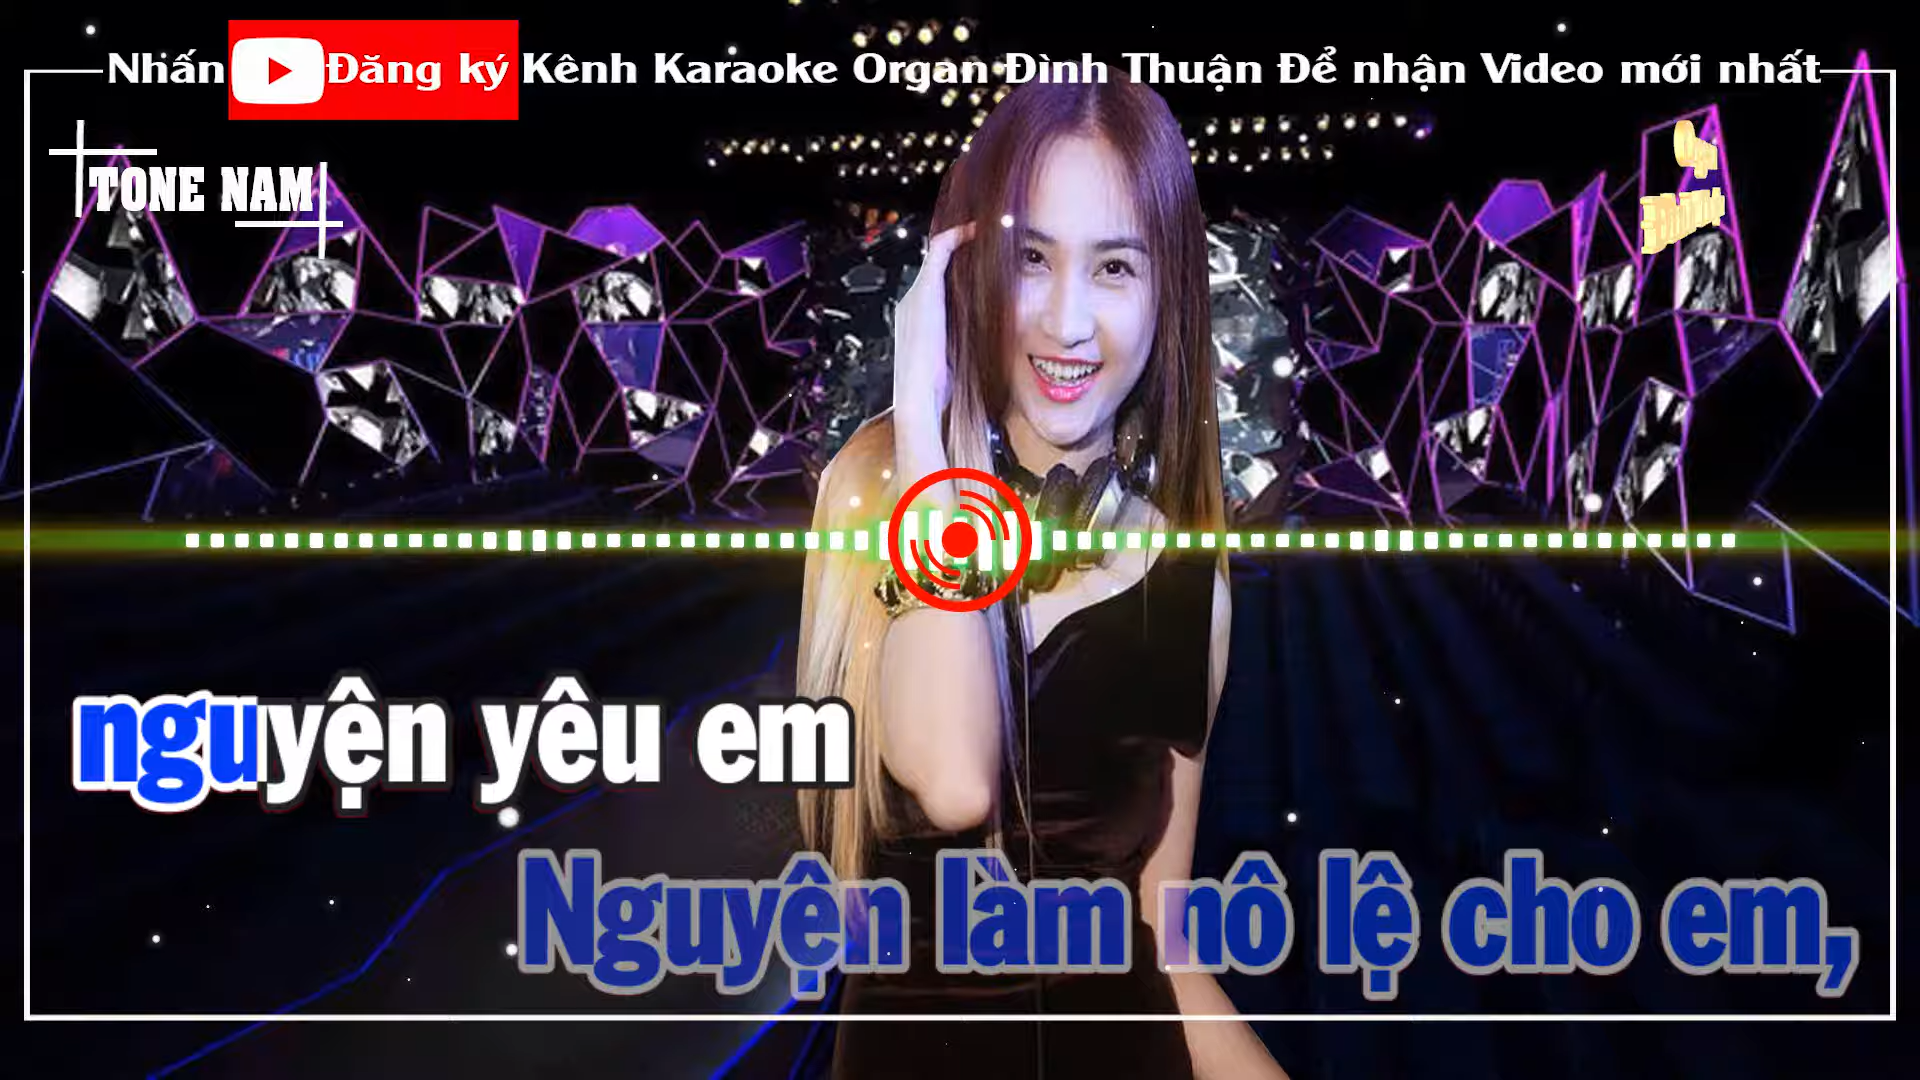 Nhấn Đăng ký Kênh Karaoke Organ Đình Thuận Để nhận Video mới nhất
TONE NAM
nguyện yêu em
Nguyện làm nô lệ cho em,